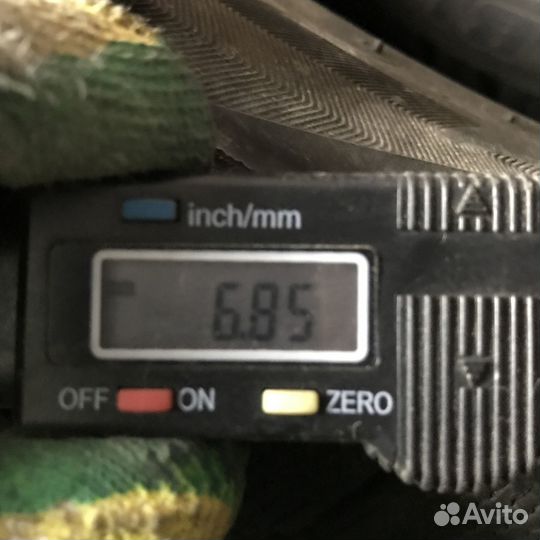 inch/mm
- 6.85
OFF ON ZERO
Avito